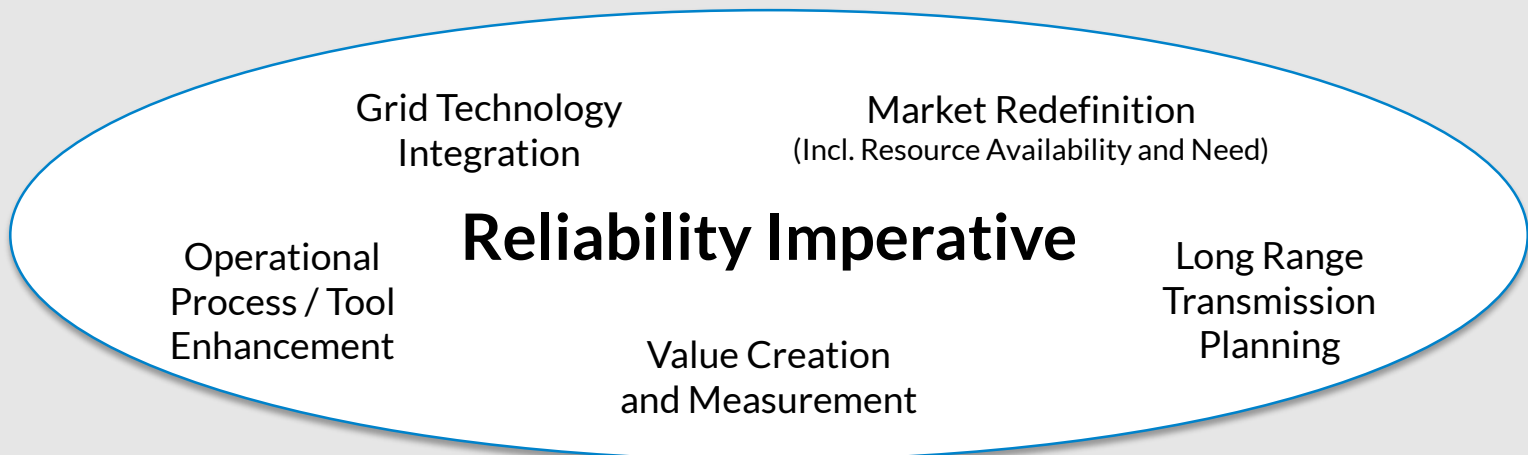 Grid Technology
Integration
Market Redefinition
(Incl. Resource Availability and Need)
Reliability Imperative
Operational
Process / Tool
Enhancement
Long Range
Transmission
Planning
Value Creation
and Measurement